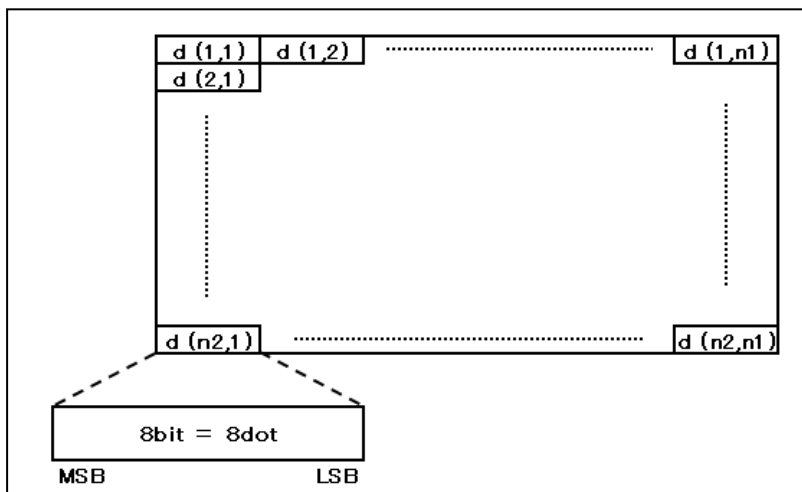 d (1,1) d (1,2) d (1,n1)
d (2,1)
d (n2,1) d (n2,n1)
8bit = 8dot
MSB LSB